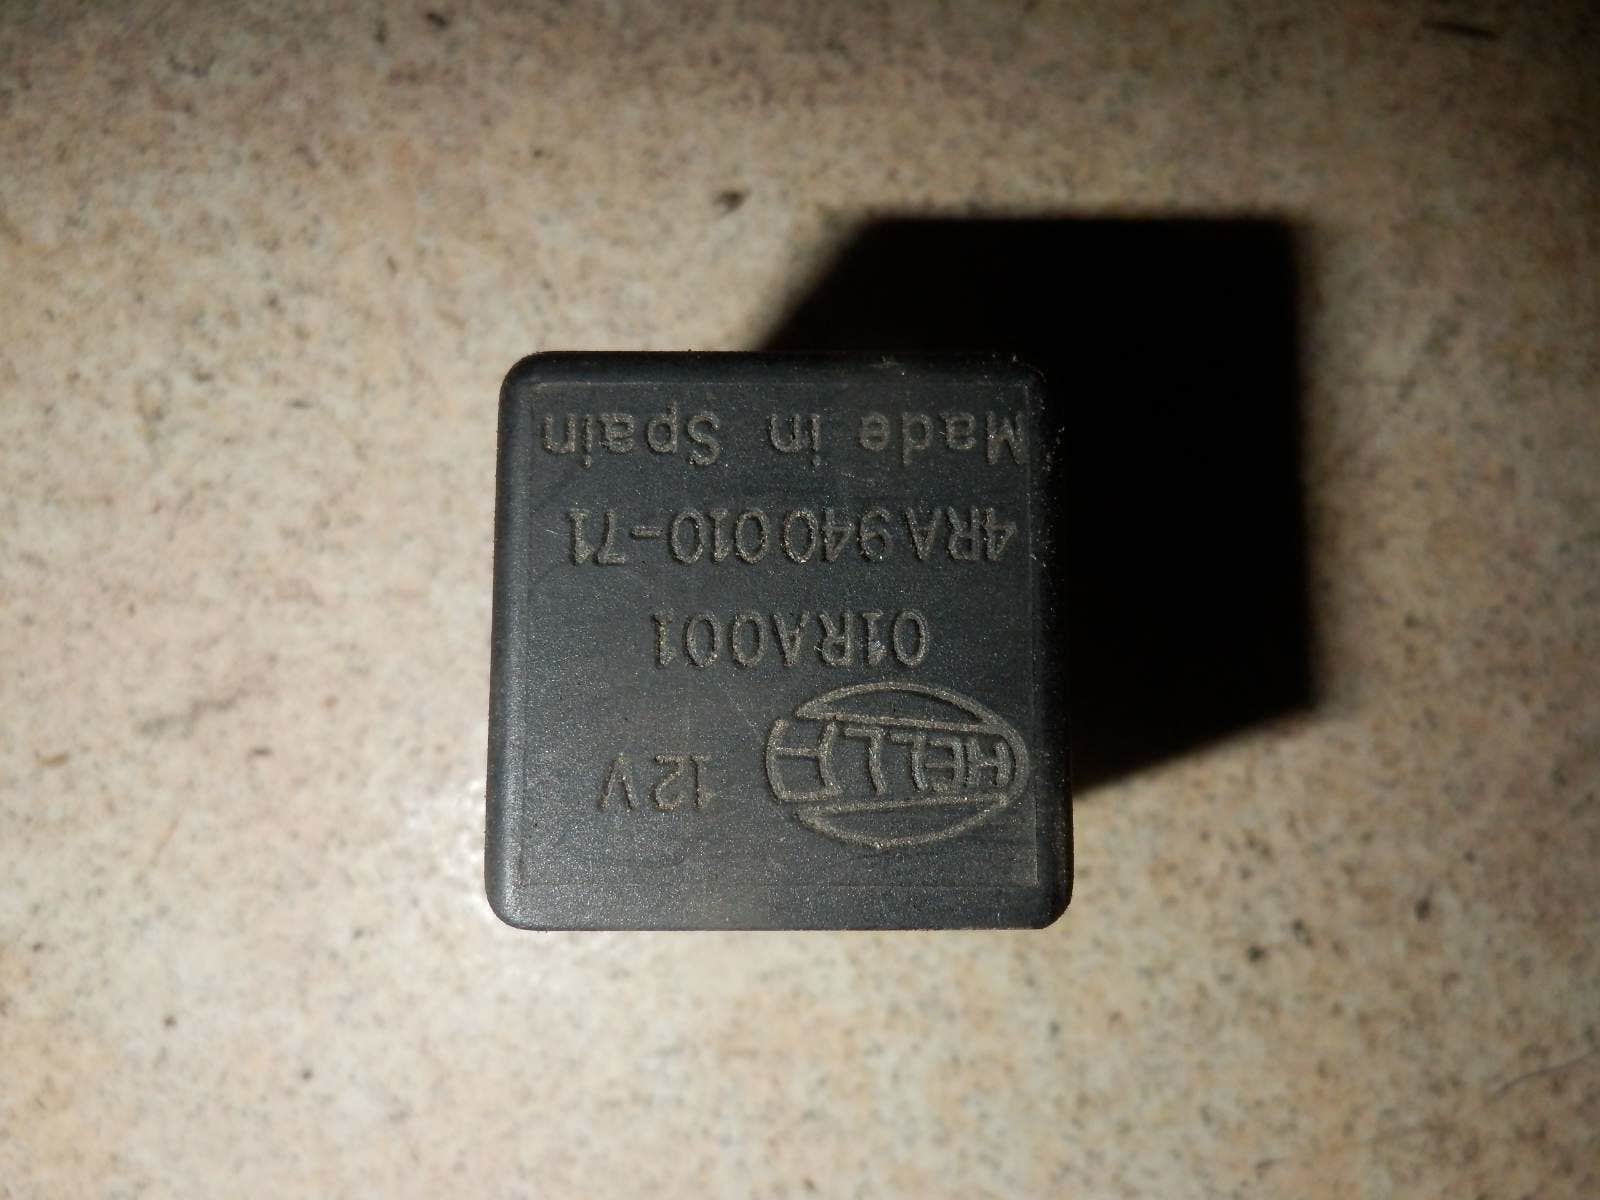 HELLA 12V
01RA001
4RA 940 010-71
Made in Spain